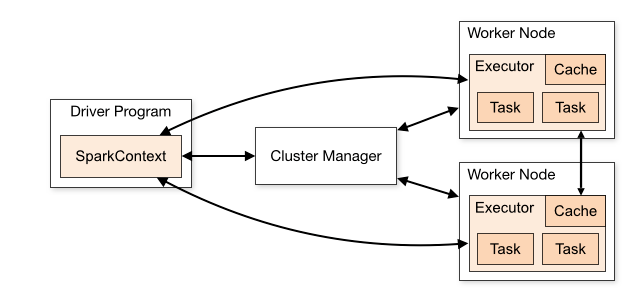 Driver Program
SparkContext
Cluster Manager
Worker Node
Executor
Cache
Task
Task
Worker Node
Executor
Cache
Task
Task